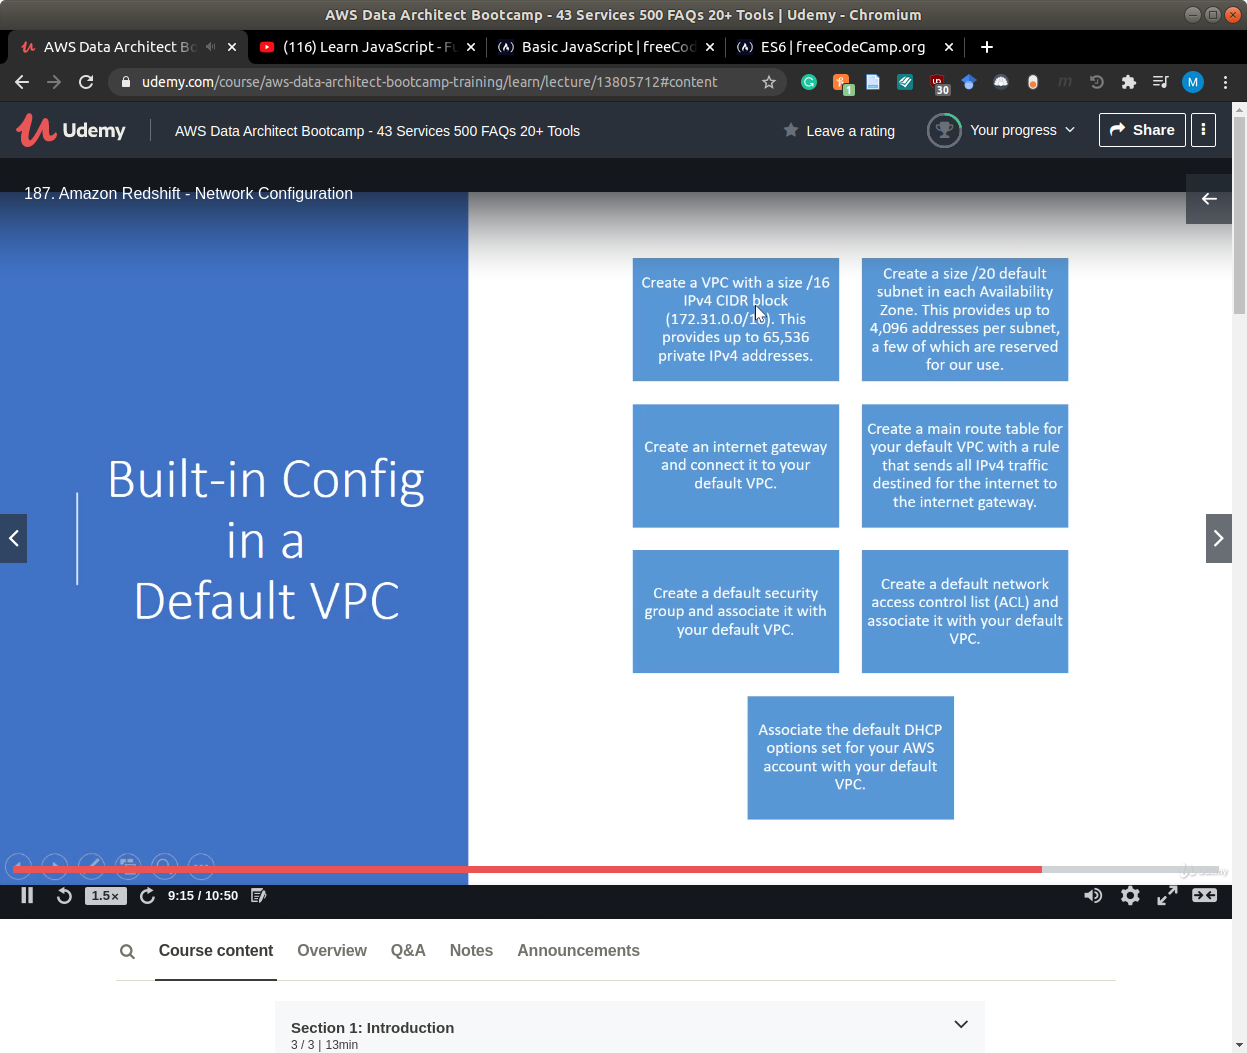 AWS Data Architect Bootcamp - 43 Services 500 FAQs 20+ Tools | Udemy - Chromium
AWS Data Architect Bo
(116) Learn JavaScript - Fu
Basic JavaScript | freeCod
ES6 | freeCodeCamp.org
udemy.com/course/aws-data-architect-bootcamp-training/learn/lecture/13805712#content
1
30
M
Udemy
AWS Data Architect Bootcamp - 43 Services 500 FAQs 20+ Tools
Leave a rating
Your progress
Share
187. Amazon Redshift - Network Configuration
Built-in Config
in a
Default VPC
Create a VPC with a size /16
IPv4 CIDR block
(172.31.0.0/16). This
provides up to 65,536
private IPv4 addresses.
Create a size /20 default
subnet in each Availability
Zone. This provides up to
4,096 addresses per subnet,
a few of which are reserved
for our use.
Create an internet gateway
and connect it to your
default VPC.
Create a main route table for
your default VPC with a rule
that sends all IPv4 traffic
destined for the internet to
the internet gateway.
Create a default security
group and associate it with
your default VPC.
Create a default network
access control list (ACL) and
associate it with your default
VPC.
Associate the default DHCP
options set for your AWS
account with your default
VPC.
1.5×
9:15 / 10:50
Course content
Overview
Q&A
Notes
Announcements
Section 1: Introduction
3 / 3 | 13min